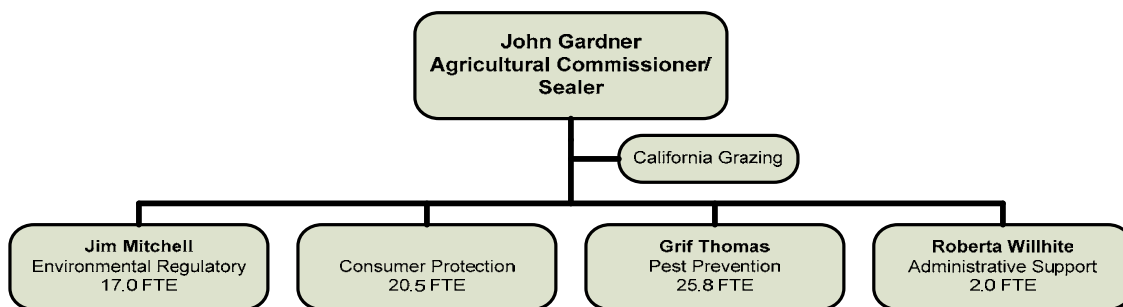 John Gardner
Agricultural Commissioner/
Sealer
California Grazing
Jim Mitchell
Environmental Regulatory
17.0 FTE
Consumer Protection
20.5 FTE
Grif Thomas
Pest Prevention
25.8 FTE
Roberta Willhite
Administrative Support
2.0 FTE